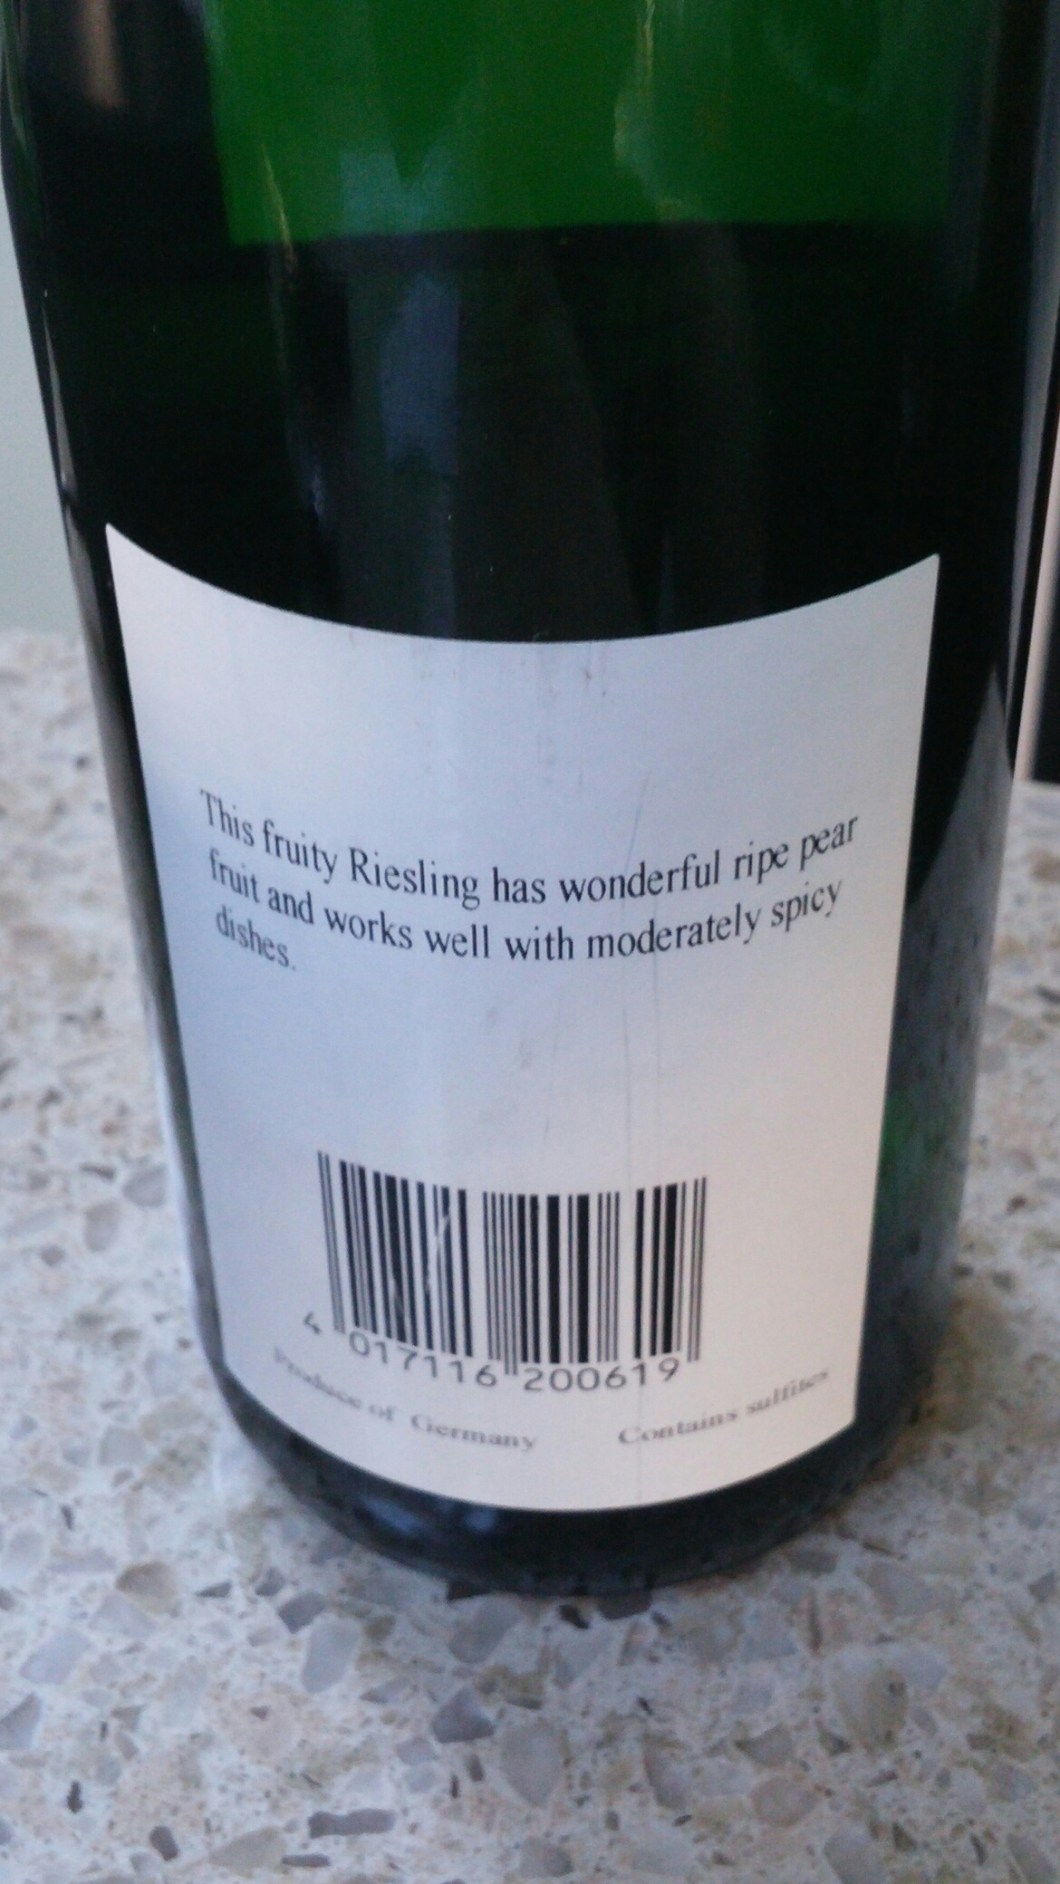 This fruity Riesling has wonderful ripe pear
fruit and works well with moderately spicy
dishes.
4 017116 200619
Produce of Germany Contains sulfites